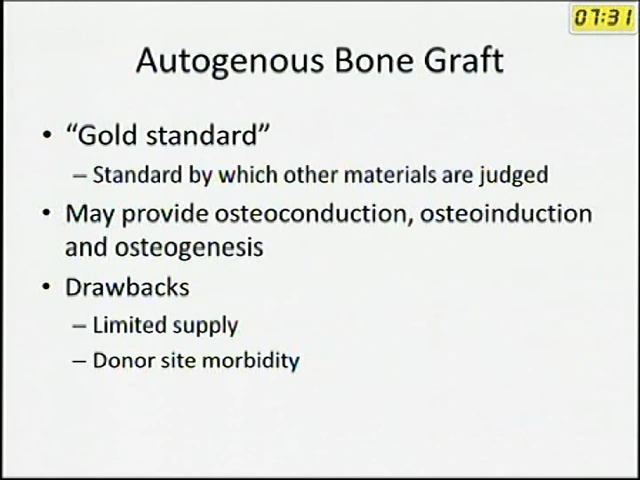 07:31
Autogenous Bone Graft
• “Gold standard”
– Standard by which other materials are judged
• May provide osteoconduction, osteoinduction
and osteogenesis
• Drawbacks
– Limited supply
– Donor site morbidity